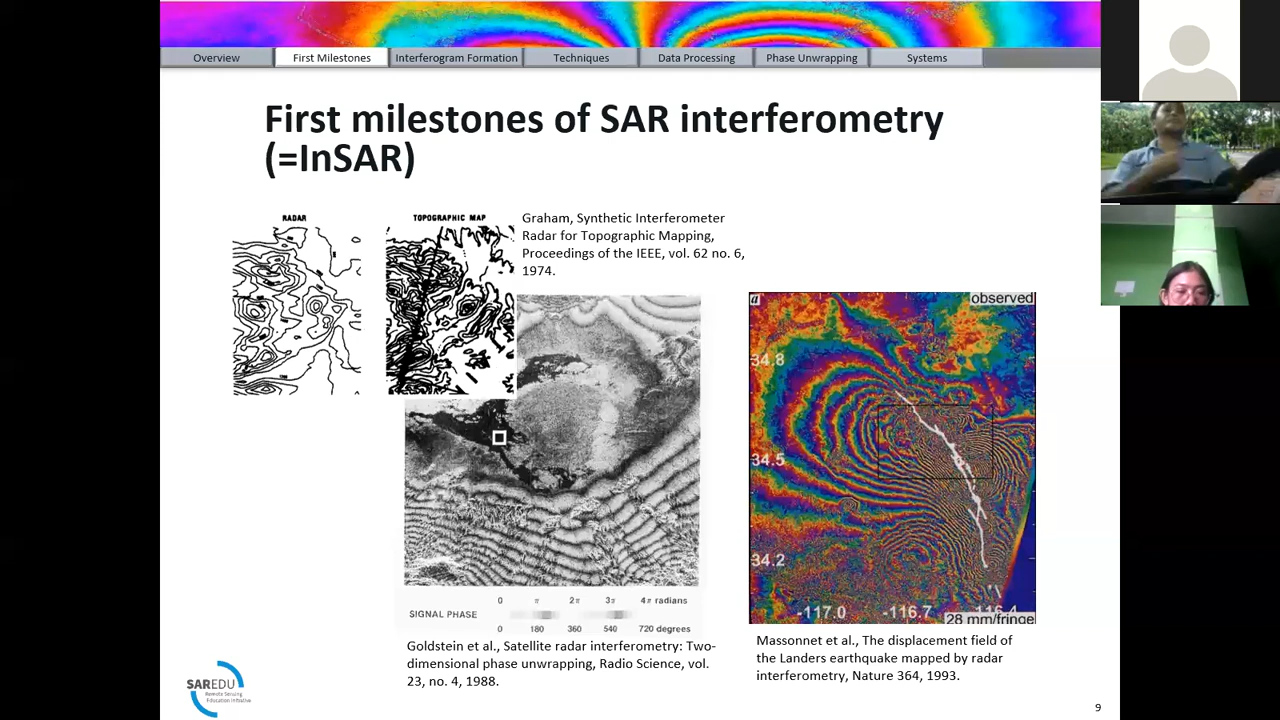 Overview
First Milestones
Interferogram Formation
Techniques
Data Processing
Phase Unwrapping
Systems
First milestones of SAR interferometry
(=InSAR)
RADAR
TOPOGRAPHIC MAP
Graham, Synthetic Interferometer
Radar for Topographic Mapping,
Proceedings of the IEEE, vol. 62 no. 6,
1974.
a
observed
34.8
34.5
34.2
-117.0
-116.7
116.4
28 mm/fringe
0 π 2π 3π 4π radians
SIGNAL PHASE
0 180 360 540 720 degrees
Goldstein et al., Satellite radar interferometry: Two-
dimensional phase unwrapping, Radio Science, vol.
23, no. 4, 1988.
Massonnet et al., The displacement field of
the Landers earthquake mapped by radar
interferometry, Nature 364, 1993.
SAREDU
Remote Sensing
Education Initiative
9